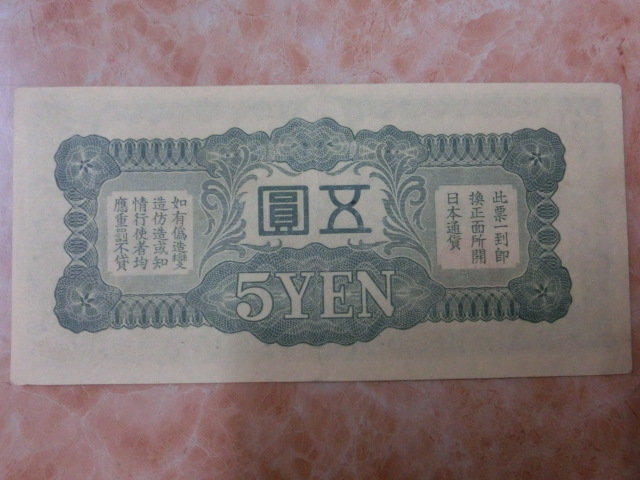 此票一到即
換正面所開
日本通貨
五圓
如有偽造變
造仿造或知
情行使者均
應重罰不貸
5YEN